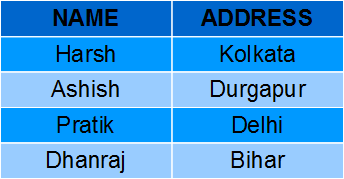 NAME ADDRESS
Harsh Kolkata
Ashish Durgapur
Pratik Delhi
Dhanraj Bihar